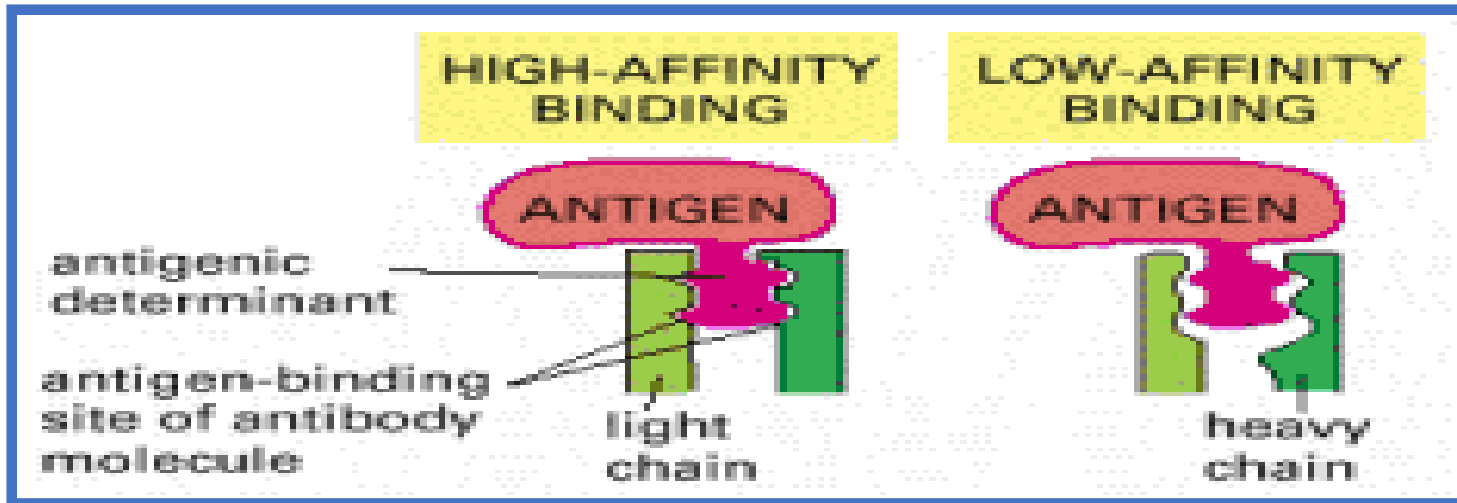 HIGH-AFFINITY
BINDING
LOW-AFFINITY
BINDING
ANTIGEN
ANTIGEN
antigenic
determinant
antigen-binding
site of antibody
molecule
light
chain
heavy
chain